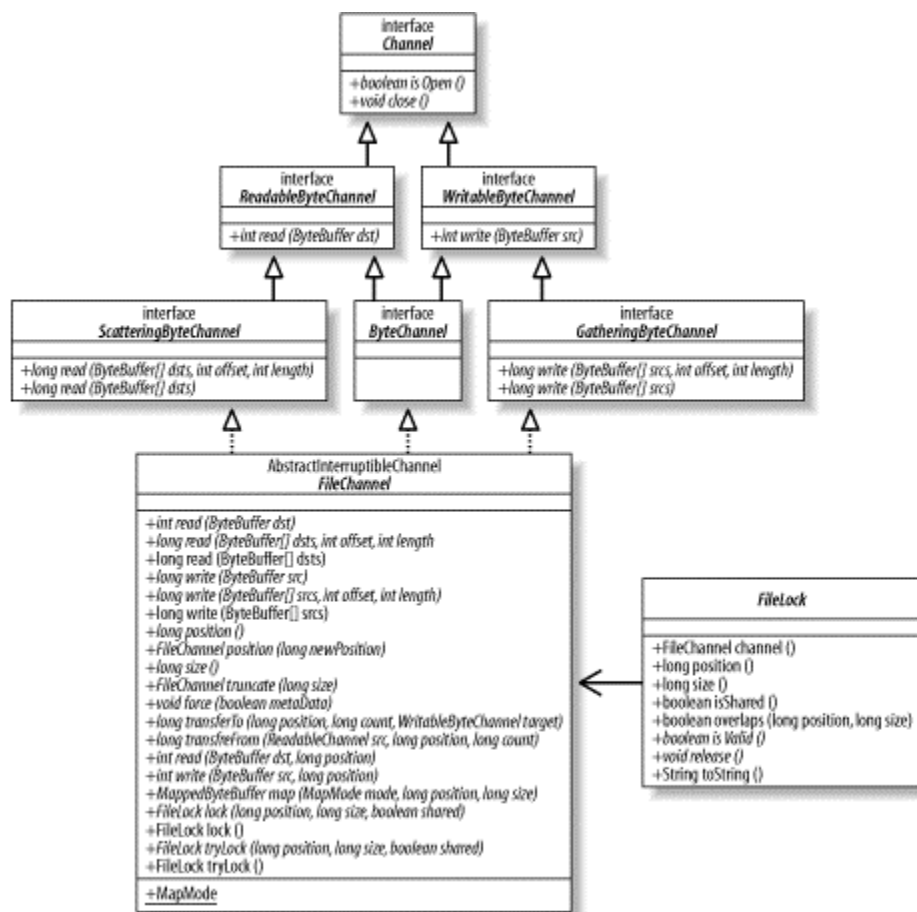 interface
Channel
+boolean is Open ()
+void close ()
interface
ReadableByteChannel
+int read (ByteBuffer dst)
interface
WritableByteChannel
+int write (ByteBuffer src)
interface
ScatteringByteChannel
+long read (ByteBuffer[] dsts, int offset, int length)
+long read (ByteBuffer[] dsts)
interface
ByteChannel
interface
GatheringByteChannel
+long write (ByteBuffer[] srcs, int offset, int length)
+long write (ByteBuffer[] srcs)
AbstractInterruptibleChannel
FileChannel
+int read (ByteBuffer dst)
+long read (ByteBuffer[] dsts, int offset, int length
+long read (ByteBuffer[] dsts)
+long write (ByteBuffer src)
+long write (ByteBuffer[] srcs, int offset, int length)
+long write (ByteBuffer[] srcs)
+long position ()
+FileChannel position (long newPosition)
+long size ()
+FileChannel truncate (long size)
+void force (boolean metaData)
+long transferTo (long position, long count, WritableByteChannel target)
+long transfreFrom (ReadableChannel src, long position, long count)
+int read (ByteBuffer dst, long position)
+int write (ByteBuffer src, long position)
+MappedByteBuffer map (MapMode mode, long position, long size)
+FileLock lock (long position, long size, boolean shared)
+FileLock lock ()
+FileLock tryLock (long position, long size, boolean shared)
+FileLock tryLock ()
+MapMode
FileLock
+FileChannel channel ()
+long position ()
+long size ()
+boolean isShared ()
+boolean overlaps (long position, long size)
+boolean is Valid ()
+void release ()
+String toString ()